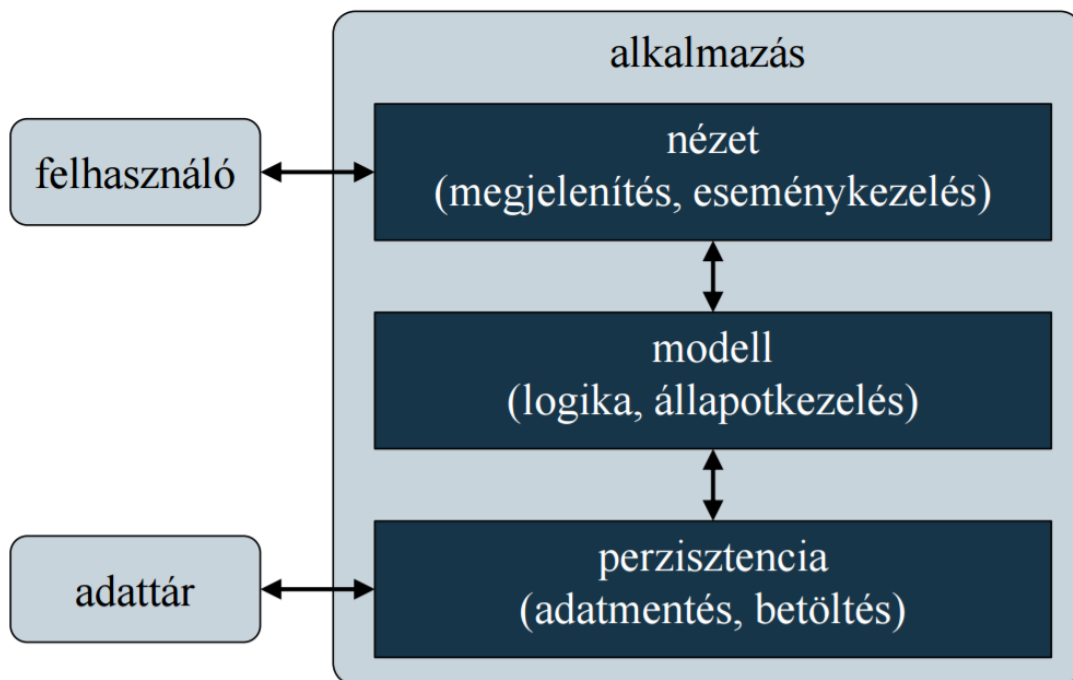 alkalmazás
felhasználó
nézet
(megjelenítés, eseménykezelés)
modell
(logika, állapotkezelés)
adattár
perzisztencia
(adatmentés, betöltés)